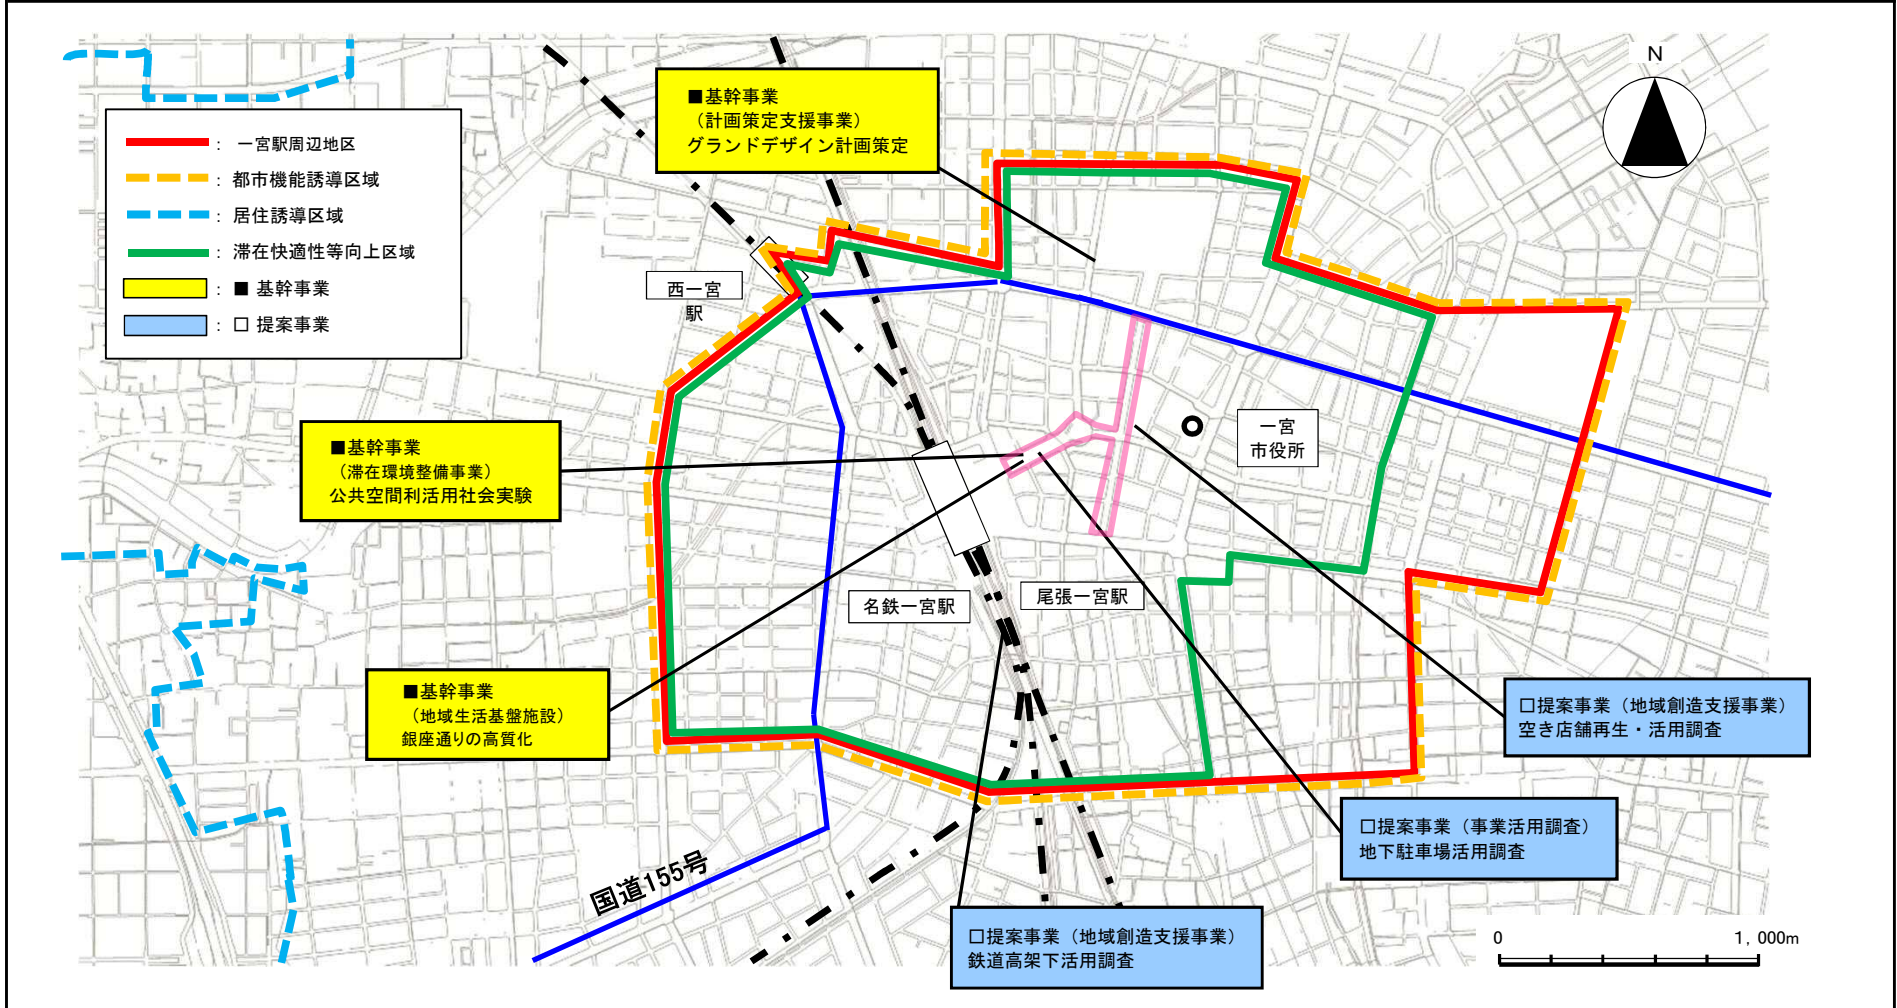 N
■基幹事業
（計画策定支援事業）
グランドデザイン計画策定
： 一宮駅周辺地区
： 都市機能誘導区域
： 居住誘導区域
： 滞在快適性等向上区域
： ■ 基幹事業
： □ 提案事業
西一宮
駅
■基幹事業
（滞在環境整備事業）
公共空間利活用社会実験
一宮
市役所
名鉄一宮駅
尾張一宮駅
■基幹事業
（地域生活基盤施設）
銀座通りの高質化
□提案事業（地域創造支援事業）
空き店舗再生・活用調査
□提案事業（事業活用調査）
地下駐車場活用調査
国道155号
□提案事業（地域創造支援事業）
鉄道高架下活用調査
0 1,000m